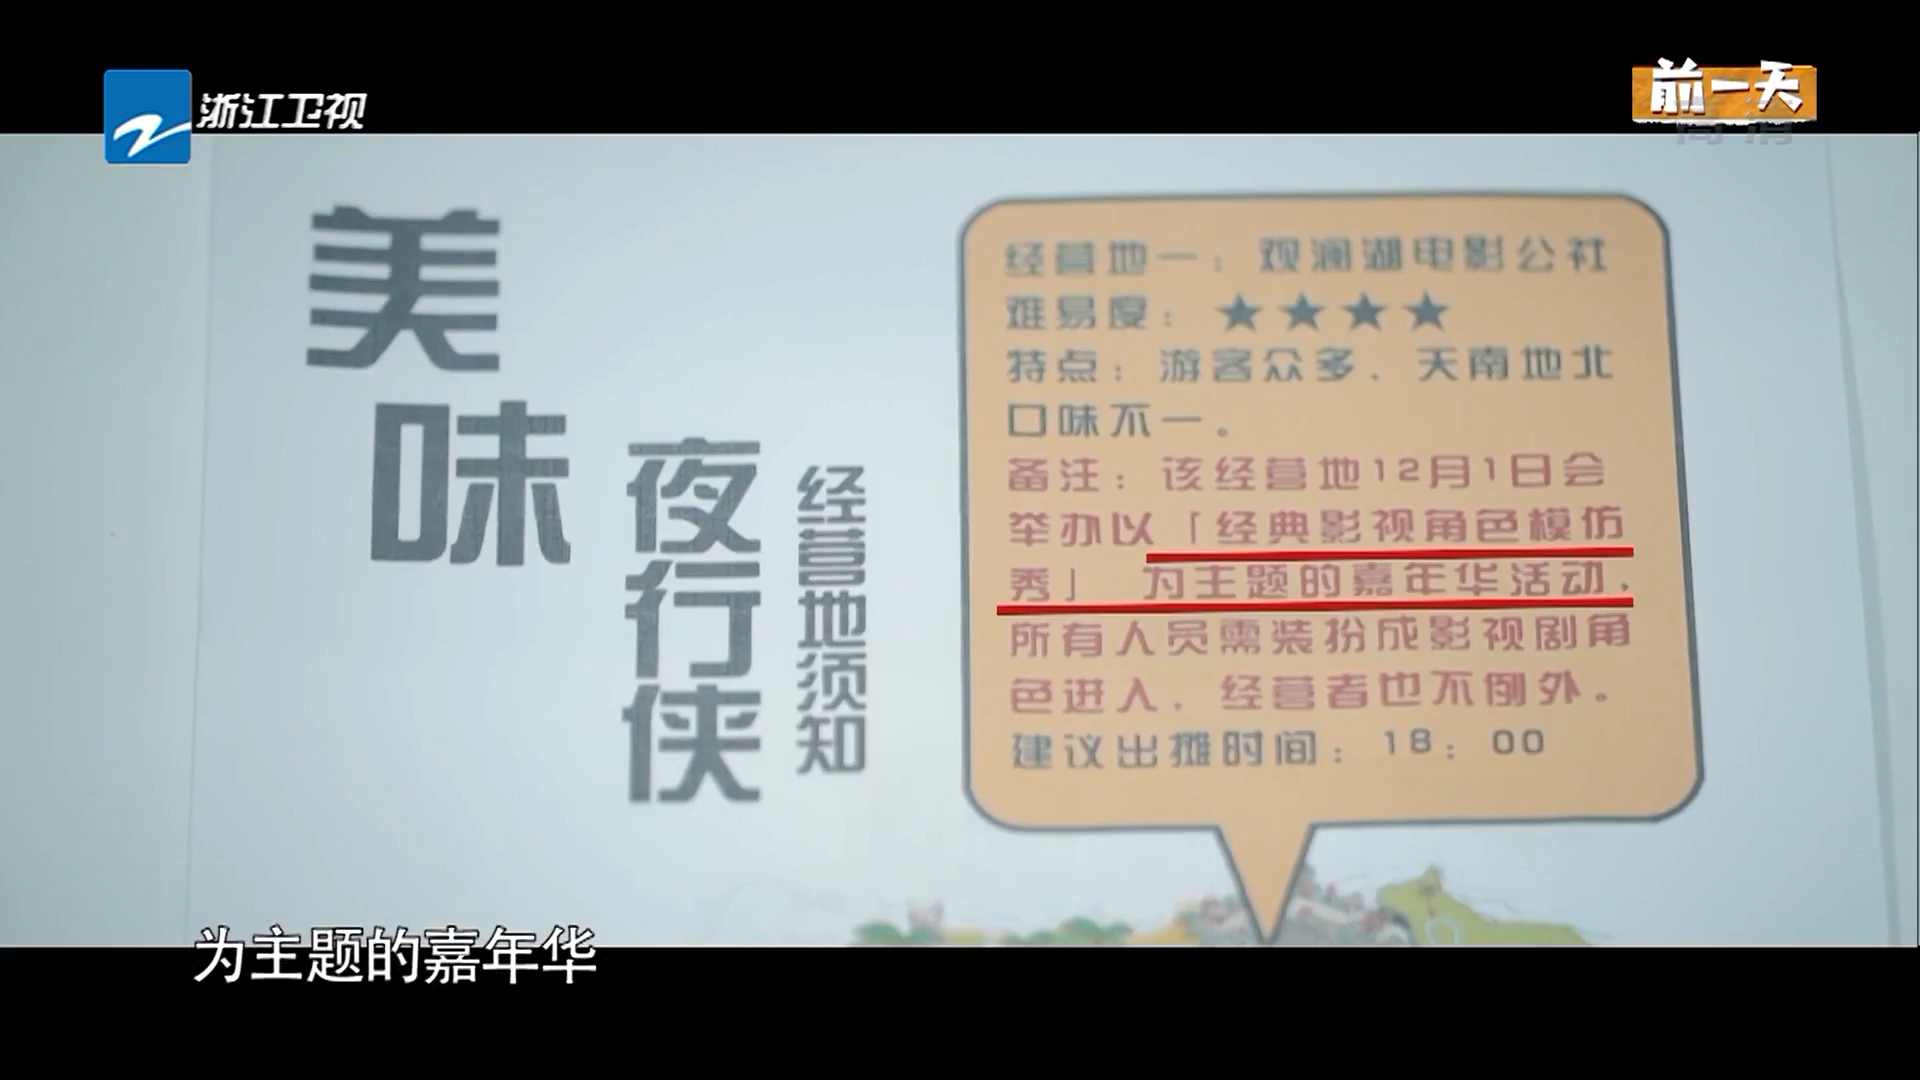 浙江卫视
前一天
高清
美味
夜行侠
经营地须知
经营地一：观澜湖电影公社
难易度：★★★★
特点：游客众多，天南地北
口味不一。
备注：该经营地12月1日会
举办以「经典影视角色模仿
秀」 为主题的嘉年华活动，
所有人员需装扮成影视剧角
色进入，经营者也不例外。
建议出摊时间：18：00
为主题的嘉年华